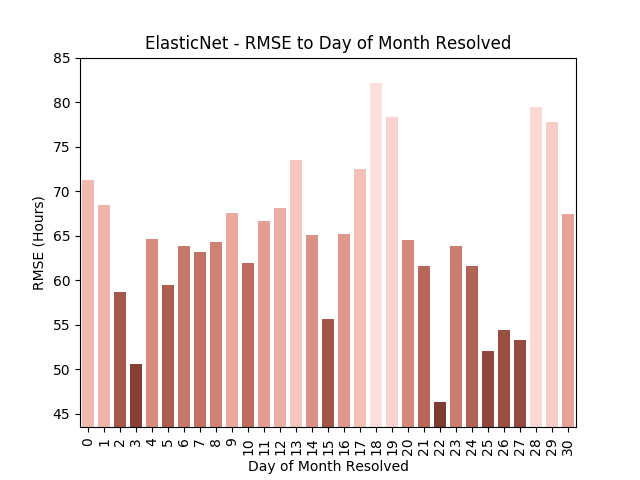 ElasticNet - RMSE to Day of Month Resolved
85
80
75
70
65
60
55
50
45
RMSE (Hours)
0 1 2 3 4 5 6 7 8 9 10 11 12 13 14 15 16 17 18 19 20 21 22 23 24 25 26 27 28 29 30
Day of Month Resolved